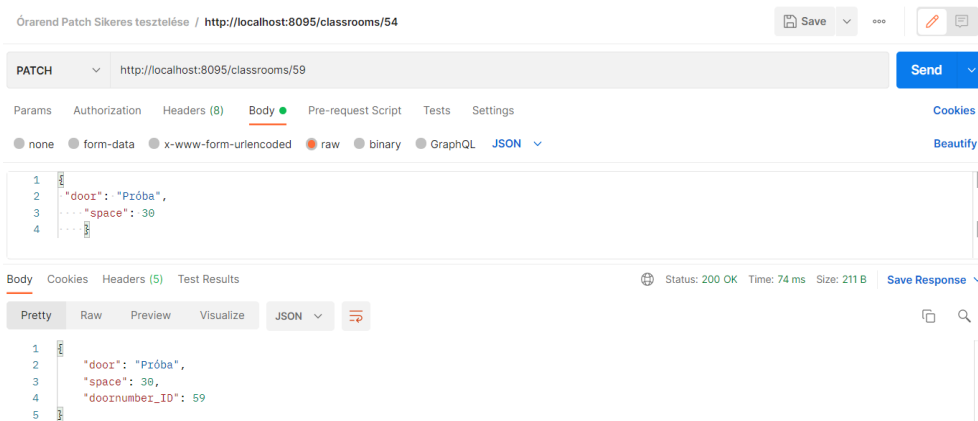 Órarend Patch Sikeres tesztelése / http://localhost:8095/classrooms/54 Save
PATCH http://localhost:8095/classrooms/59 Send
Params Authorization Headers (8) Body Pre-request Script Tests Settings Cookies
none form-data x-www-form-urlencoded raw binary GraphQL JSON Beautify
1 {
2 "door": "Próba",
3 "space": 30
4 }
Body Cookies Headers (5) Test Results Status: 200 OK Time: 74 ms Size: 211 B Save Response
Pretty Raw Preview Visualize JSON
1 {
2 "door": "Próba",
3 "space": 30,
4 "doornumber_ID": 59
5 }